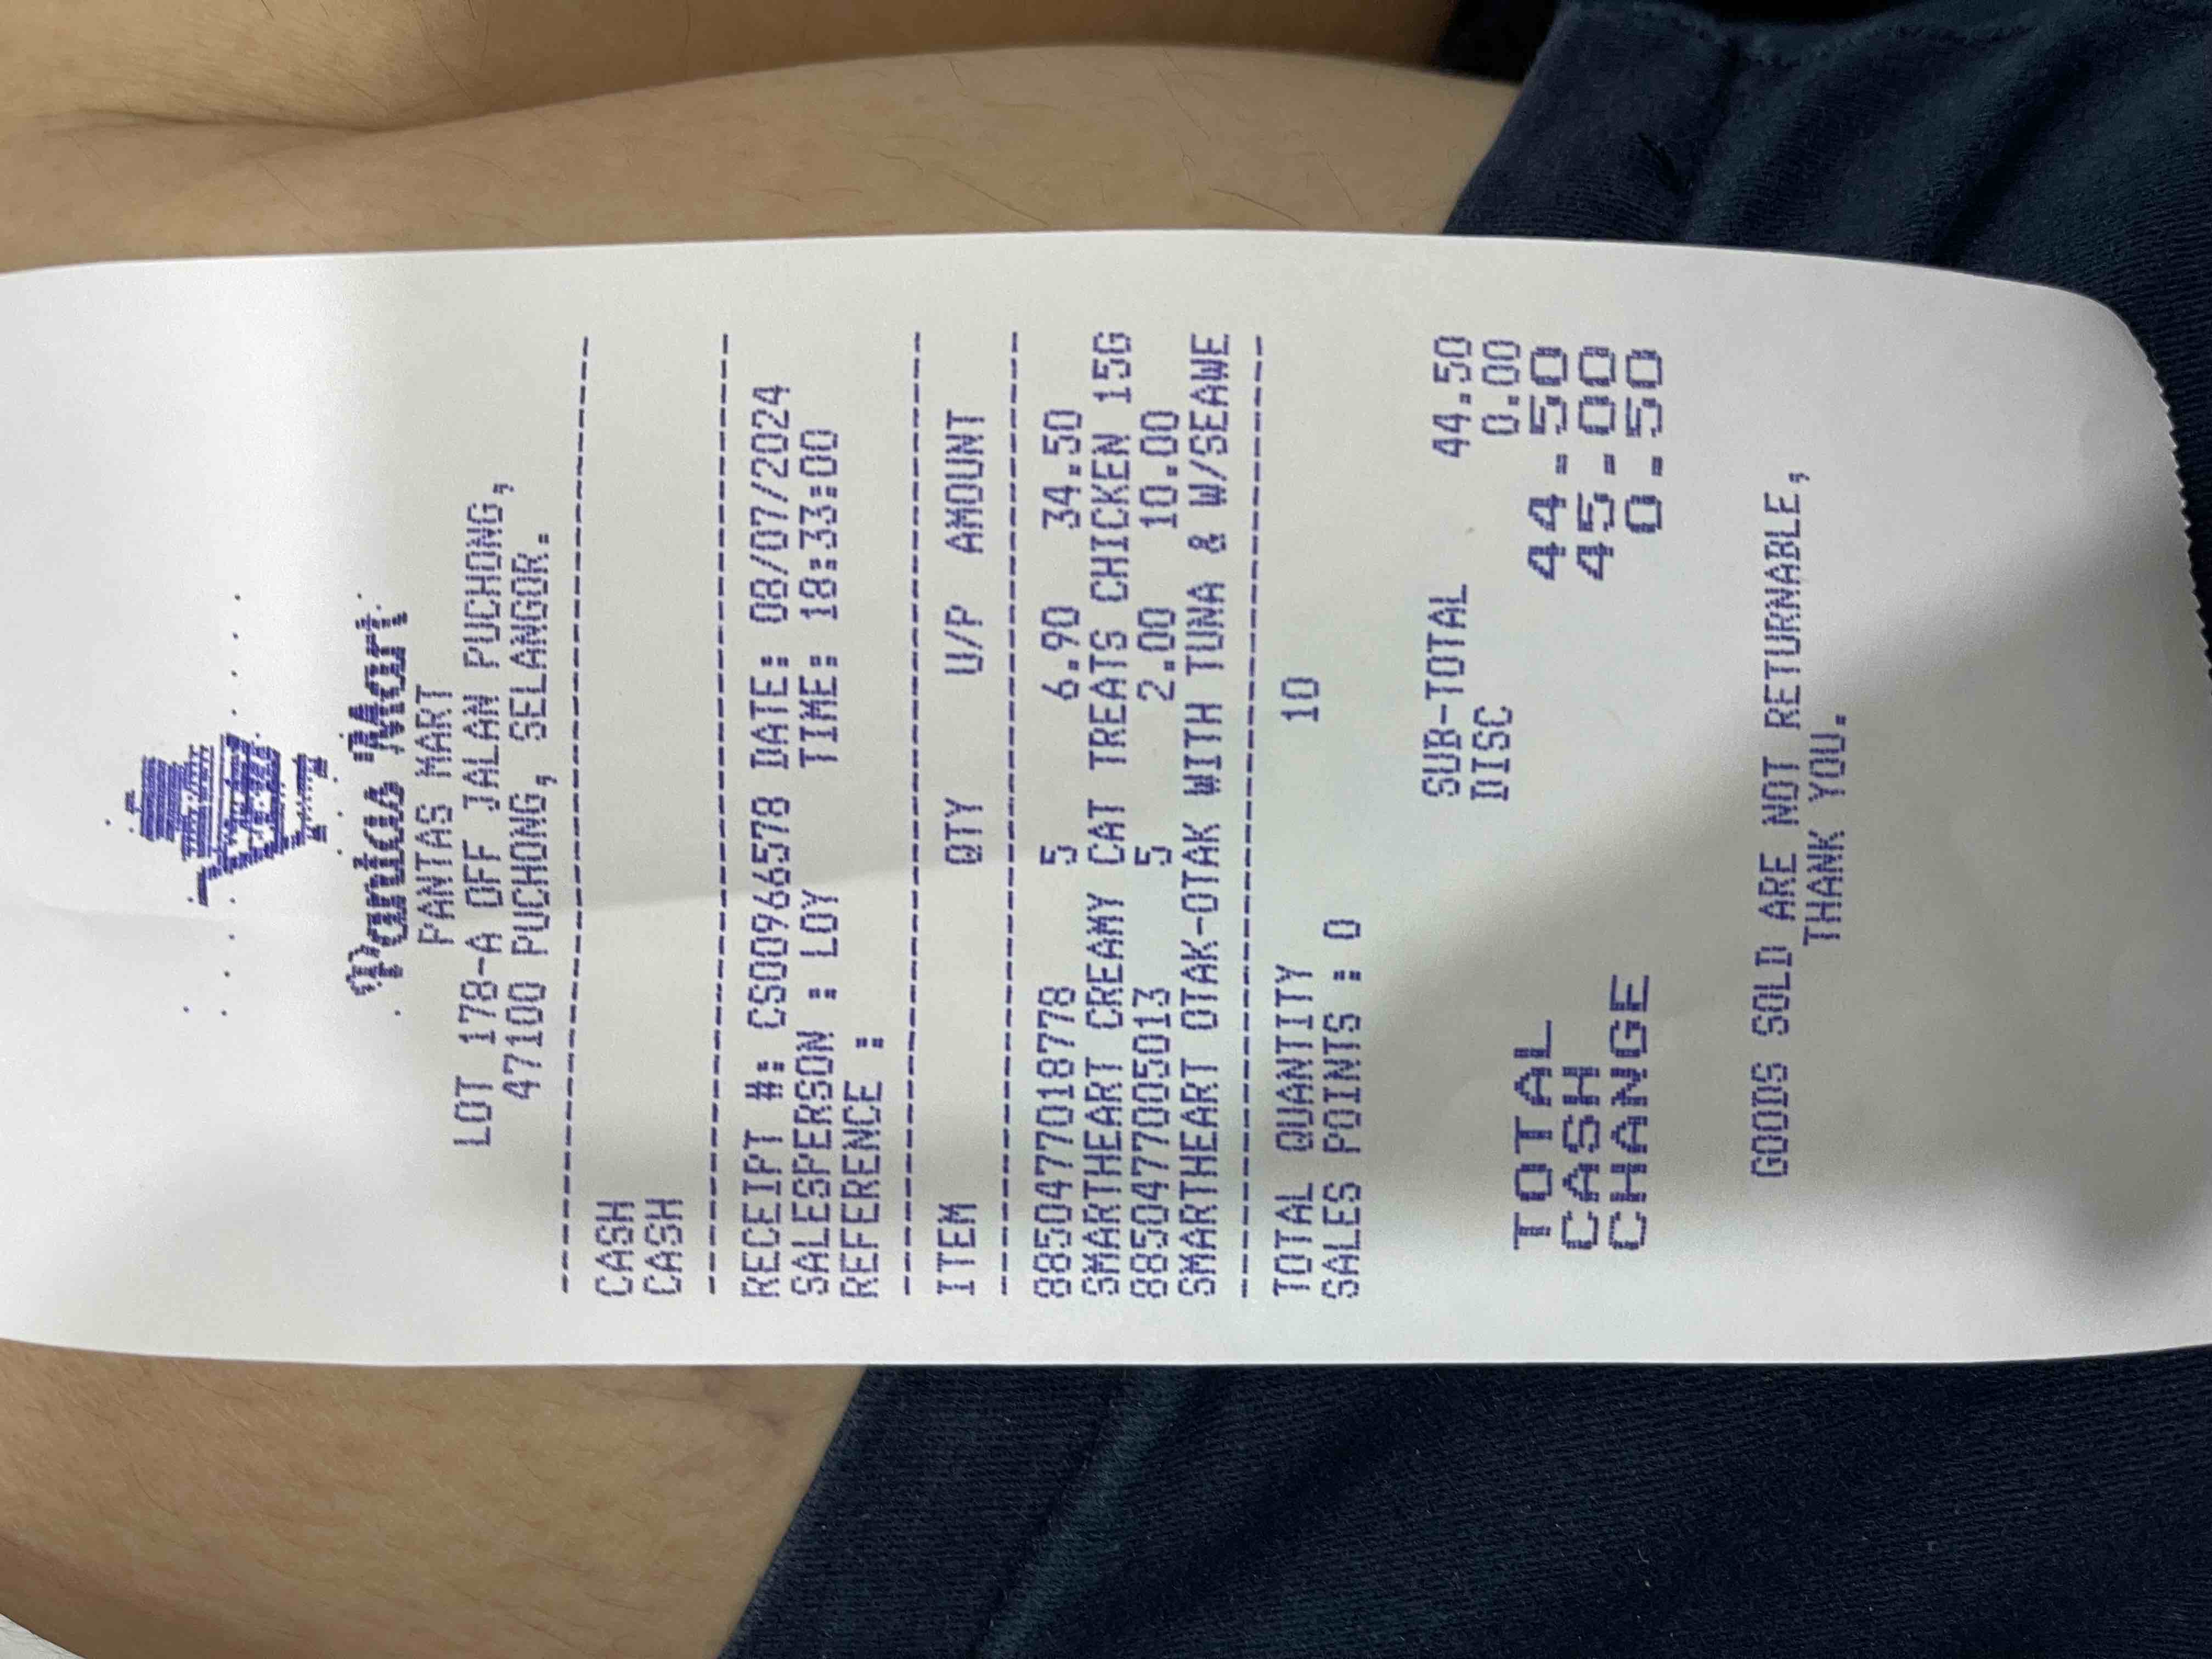 Pantas Mart
PANTAS MART
LOT 178-A OFF JALAN PUCHONG,
47100 PUCHONG, SELANGOR.
CASH
CASH
RECEIPT #: CS00966578 DATE: 08/07/2024
SALESPERSON : LOY TIME: 18:33:00
REFERENCE :
ITEM QTY U/P AMOUNT
8850477018778 5 6.90 34.50
SMARTHEART CREAMY CAT TREATS CHICKEN 15G
8850477005013 5 2.00 10.00
SMARTHEART OTAK-OTAK WITH TUNA & W/SEAWE
TOTAL QUANTITY 10
SALES POINTS : 0
SUB-TOTAL 44.50
DISC 0.00
TOTAL 44.50
CASH 45.00
CHANGE 0.50
GOODS SOLD ARE NOT RETURNABLE,
THANK YOU.